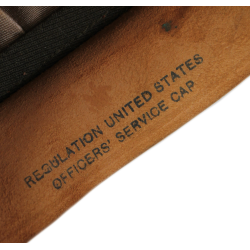 REGULATION UNITED STATES
OFFICERS' SERVICE CAP